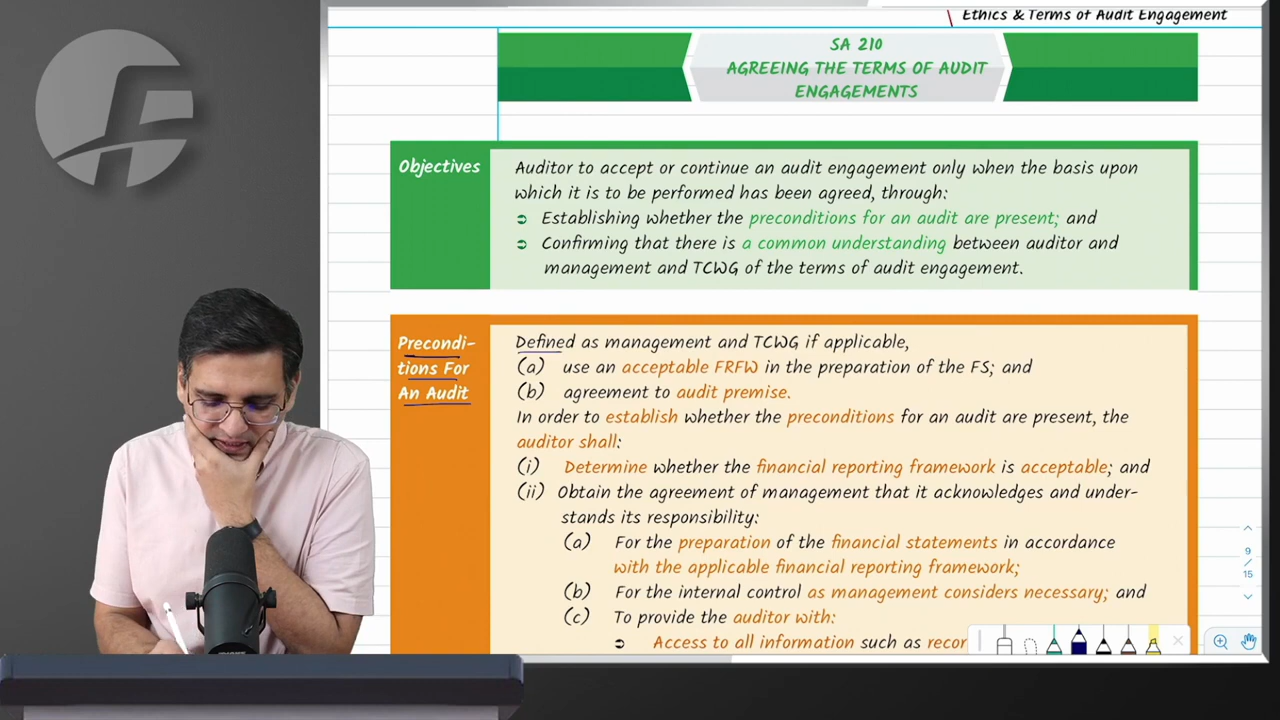 Ethics & Terms of Audit Engagement
SA 210
AGREEING THE TERMS OF AUDIT
ENGAGEMENTS
Objectives
Auditor to accept or continue an audit engagement only when the basis upon
which it is to be performed has been agreed, through:
Establishing whether the preconditions for an audit are present; and
Confirming that there is a common understanding between auditor and
management and TCWG of the terms of audit engagement.
Precondi-
tions For
An Audit
Defined as management and TCWG if applicable,
(a) use an acceptable FRFW in the preparation of the FS; and
(b) agreement to audit premise.
In order to establish whether the preconditions for an audit are present, the
auditor shall:
(i) Determine whether the financial reporting framework is acceptable; and
(ii) Obtain the agreement of management that it acknowledges and under-
stands its responsibility:
(a) For the preparation of the financial statements in accordance
with the applicable financial reporting framework;
(b) For the internal control as management considers necessary; and
(c) To provide the auditor with:
Access to all information such as recor
9
/
15